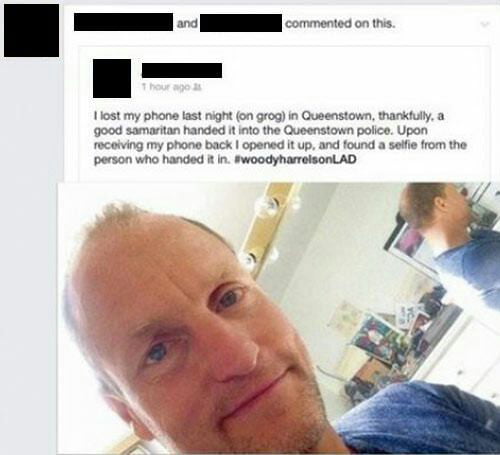 and commented on this.
1 hour ago
I lost my phone last night (on grog) in Queenstown, thankfully, a
good samaritan handed it into the Queenstown police. Upon
receiving my phone back I opened it up, and found a selfie from the
person who handed it in. #woodyharrelsonLAD